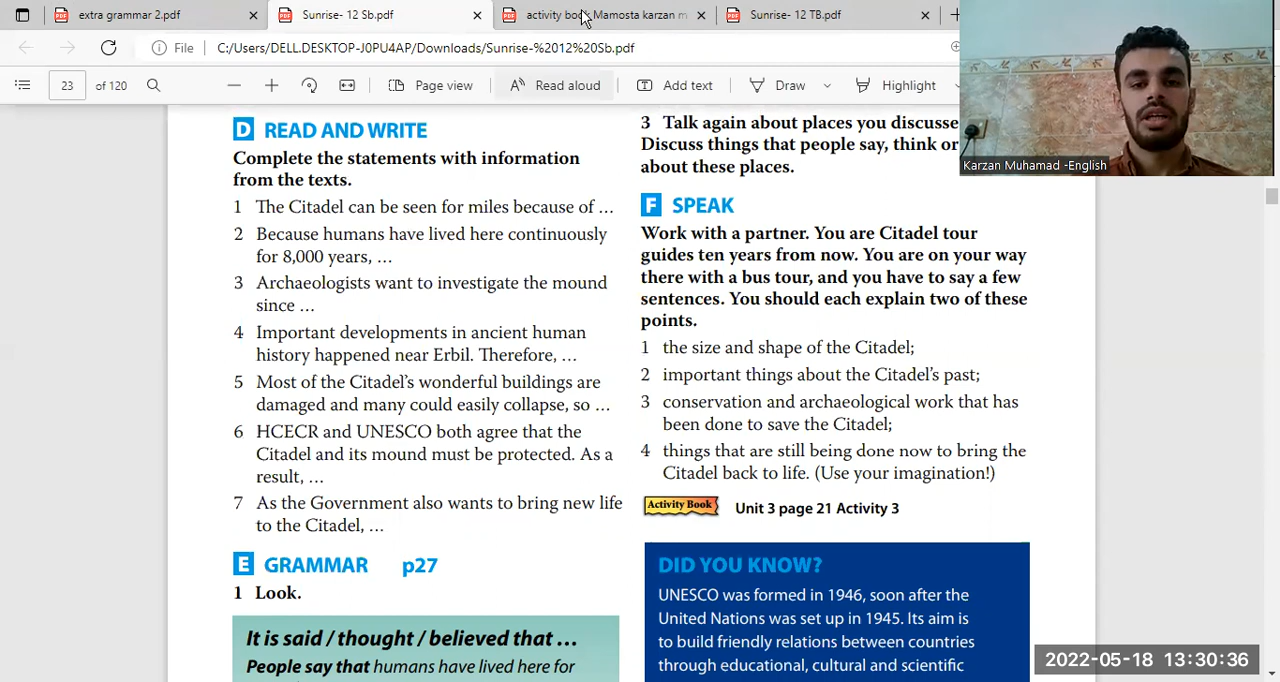 extra grammar 2.pdf
Sunrise- 12 Sb.pdf
activity book Mamosta karzan m
Sunrise- 12 TB.pdf
File
C:/Users/DELL.DESKTOP-J0PU4AP/Downloads/Sunrise-%2012%20Sb.pdf
23 of 120
Page view
Read aloud
Add text
Draw
Highlight
Karzan Muhamad -English
D READ AND WRITE
Complete the statements with information
from the texts.
1 The Citadel can be seen for miles because of …
2 Because humans have lived here continuously
for 8,000 years, …
3 Archaeologists want to investigate the mound
since …
4 Important developments in ancient human
history happened near Erbil. Therefore, …
5 Most of the Citadel's wonderful buildings are
damaged and many could easily collapse, so …
6 HCECR and UNESCO both agree that the
Citadel and its mound must be protected. As a
result, …
7 As the Government also wants to bring new life
to the Citadel, …
E GRAMMAR p27
1 Look.
It is said / thought / believed that …
People say that humans have lived here for
3 Talk again about places you discusse
Discuss things that people say, think or
about these places.
F SPEAK
Work with a partner. You are Citadel tour
guides ten years from now. You are on your way
there with a bus tour, and you have to say a few
sentences. You should each explain two of these
points.
1 the size and shape of the Citadel;
2 important things about the Citadel's past;
3 conservation and archaeological work that has
been done to save the Citadel;
4 things that are still being done now to bring the
Citadel back to life. (Use your imagination!)
Activity Book Unit 3 page 21 Activity 3
DID YOU KNOW?
UNESCO was formed in 1946, soon after the
United Nations was set up in 1945. Its aim is
to build friendly relations between countries
through educational, cultural and scientific
2022-05-18 13:30:36